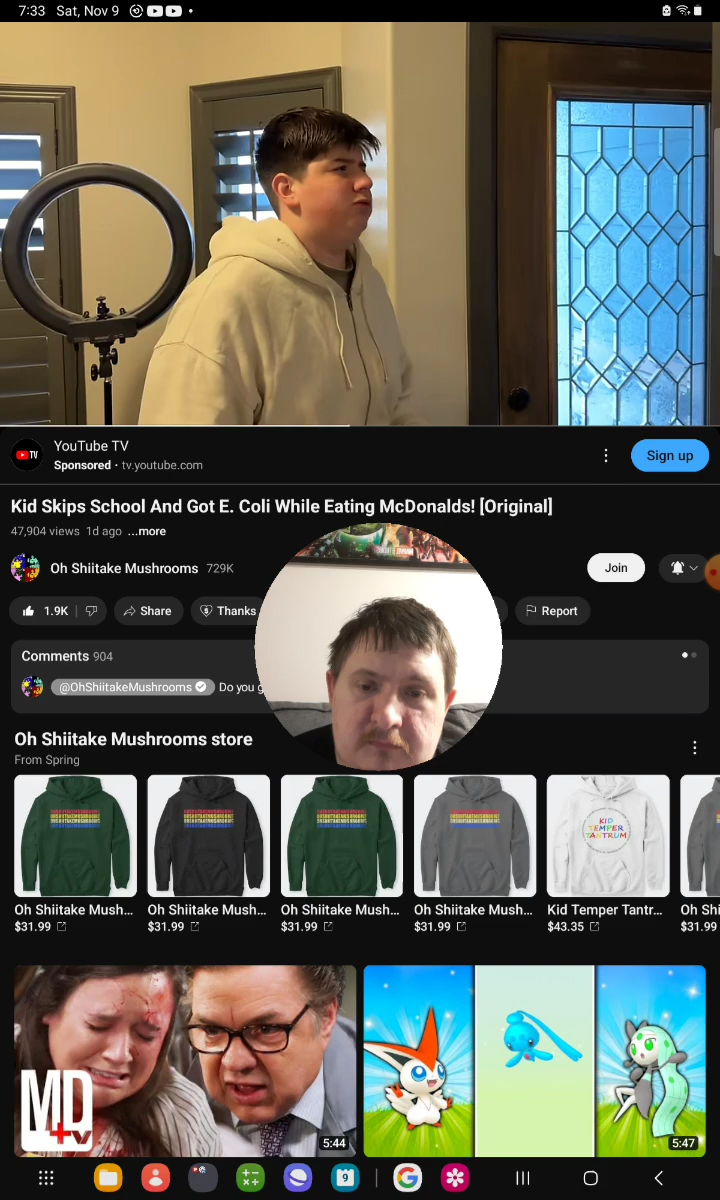 7:33 Sat, Nov 9
YouTube TV
Sponsored · tv.youtube.com
Sign up
Kid Skips School And Got E. Coli While Eating McDonalds! [Original]
47,904 views 1d ago ...more
Oh Shiitake Mushrooms 729K
Join
1.9K
Share
Thanks
Report
Comments 904
@OhShiitakeMushrooms Do you g
Oh Shiitake Mushrooms store
From Spring
KID
TEMPER
TANTRUM
Oh Shiitake Mush... Oh Shiitake Mush... Oh Shiitake Mush... Oh Shiitake Mush... Kid Temper Tantr... Oh Shi
$31.99 $31.99 $31.99 $31.99 $43.35 $31.99
MD
TV
5:44
5:47
9